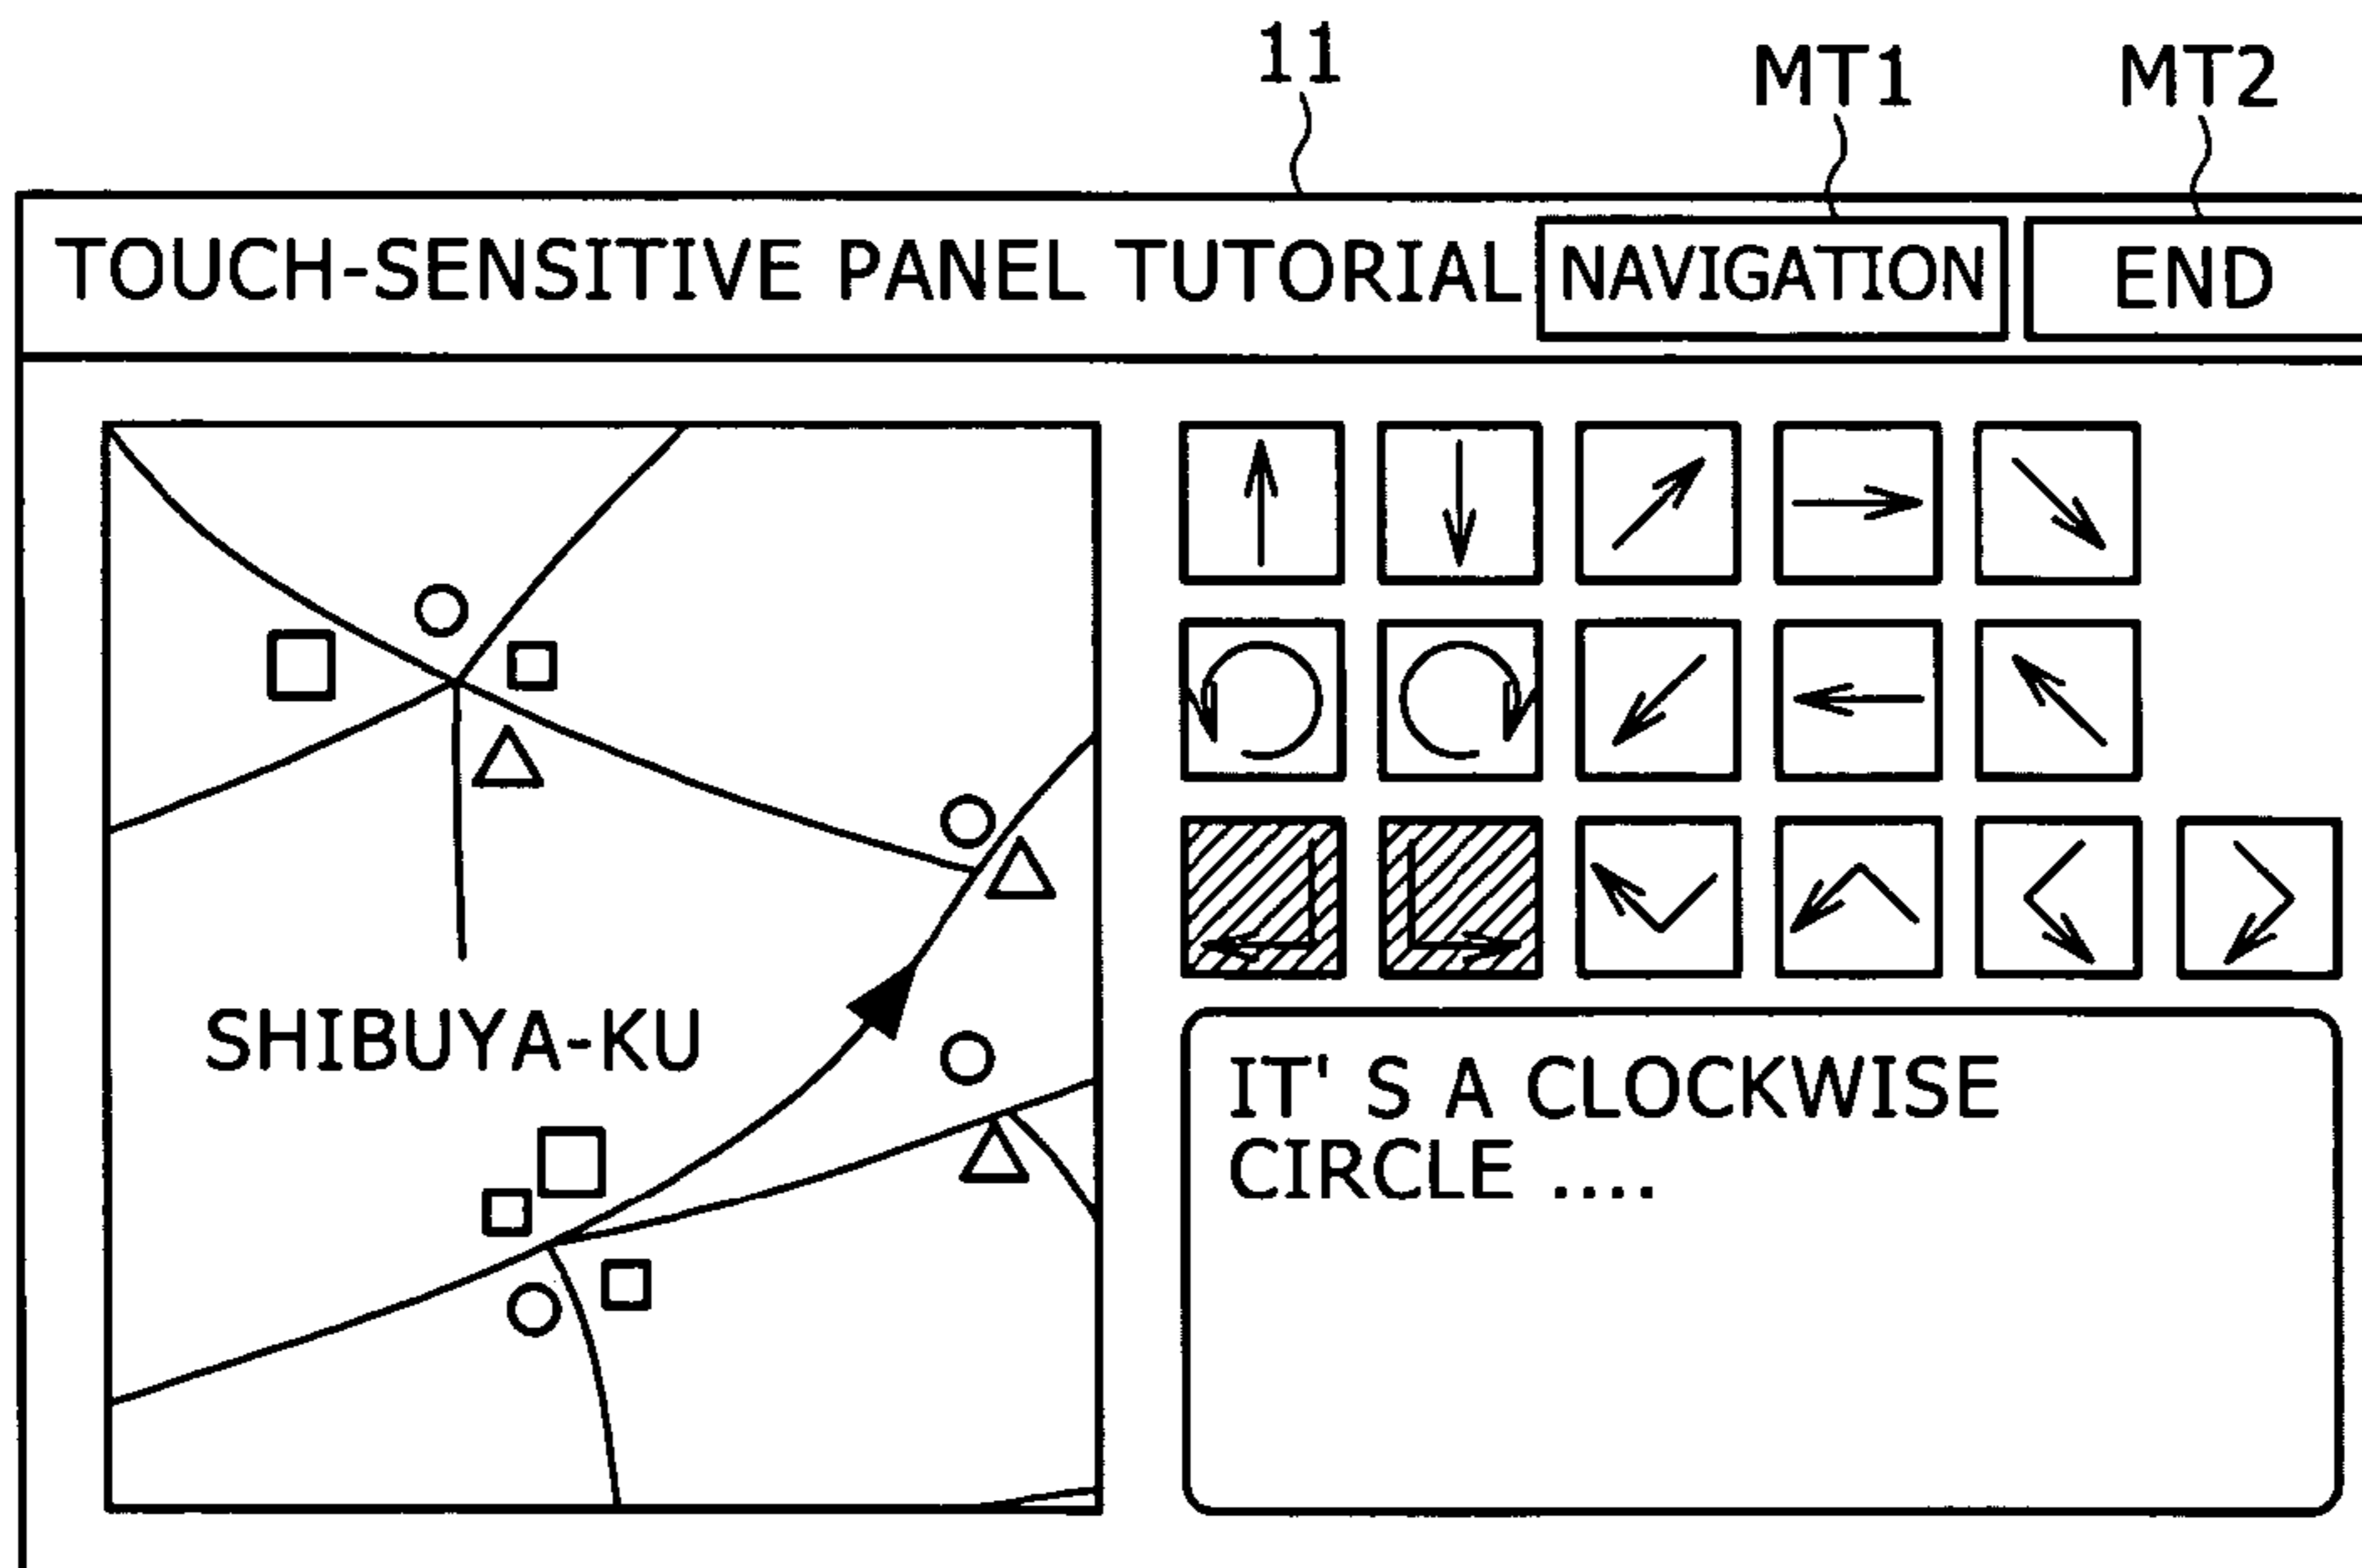 11 MT1 MT2
TOUCH-SENSITIVE PANEL TUTORIAL NAVIGATION END
SHIBUYA-KU
IT' S A CLOCKWISE
CIRCLE ....